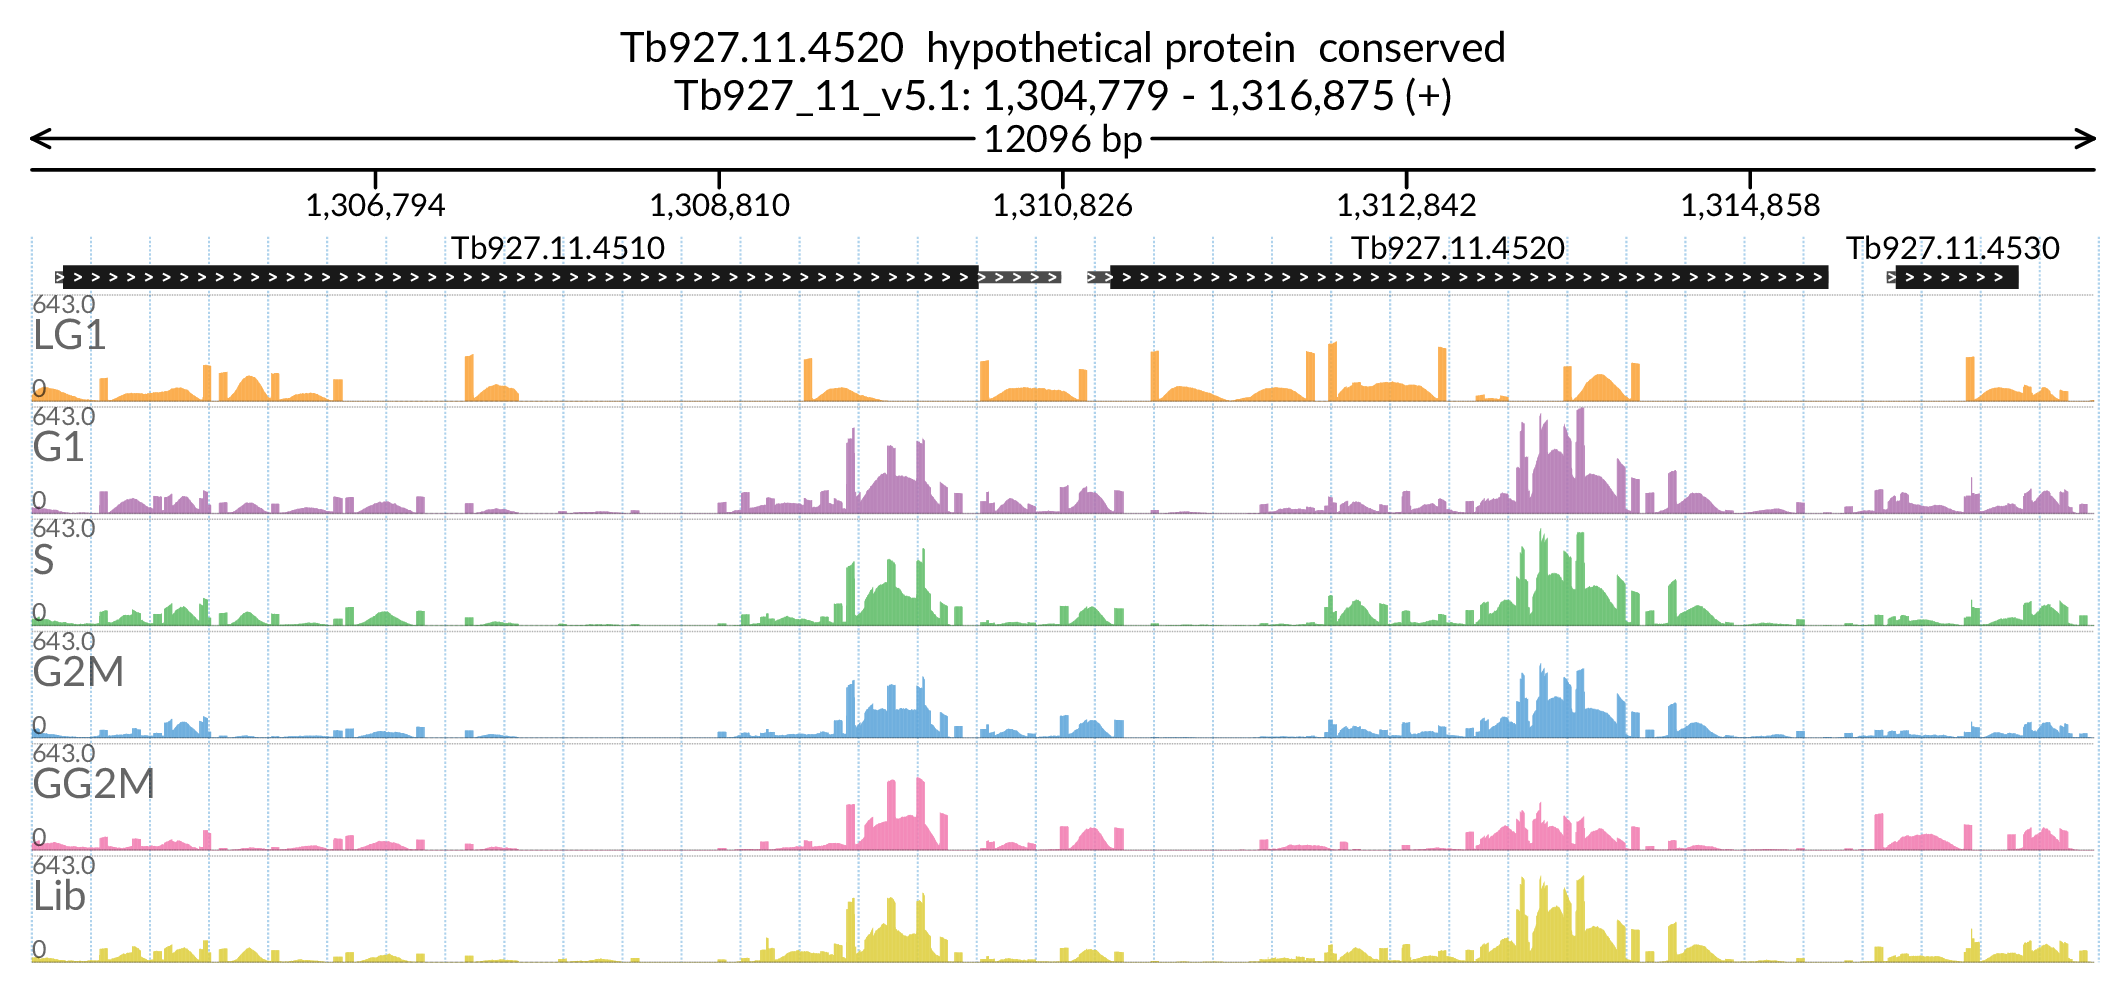 Tb927.11.4520 hypothetical protein conserved
Tb927_11_v5.1: 1,304,779 - 1,316,875 (+)
12096 bp
1,306,794 1,308,810 1,310,826 1,312,842 1,314,858
Tb927.11.4510 Tb927.11.4520 Tb927.11.4530
643.0
LG1
0
643.0
G1
0
643.0
S
0
643.0
G2M
0
643.0
GG2M
0
643.0
Lib
0